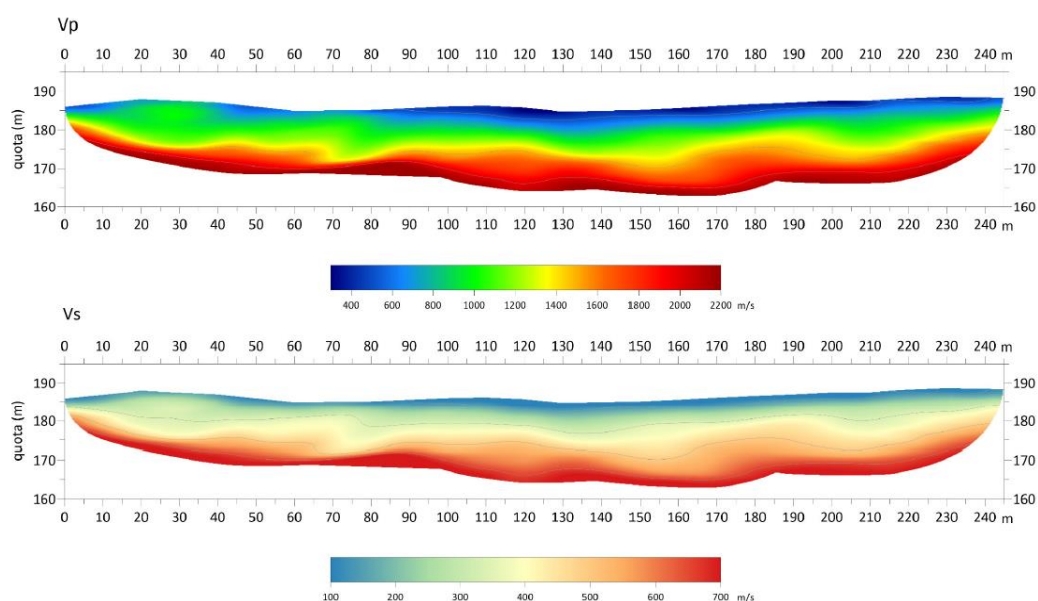 Vp
0 10 20 30 40 50 60 70 80 90 100 110 120 130 140 150 160 170 180 190 200 210 220 230 240 m
190 190
180 180
quota (m)
170 170
160 160
0 10 20 30 40 50 60 70 80 90 100 110 120 130 140 150 160 170 180 190 200 210 220 230 240 m
400 600 1000 1200 1400 1600 1800 2000 2200 m/s
Vs
0 10 20 30 40 50 60 70 80 90 100 110 120 130 140 150 160 170 180 190 200 210 220 230 240 m
190 190
180 180
quota (m)
170 170
160 160
0 10 20 30 40 50 60 70 80 90 100 110 120 130 140 150 160 170 180 190 200 210 220 230 240 m
100 200 300 400 500 600 700 m/s